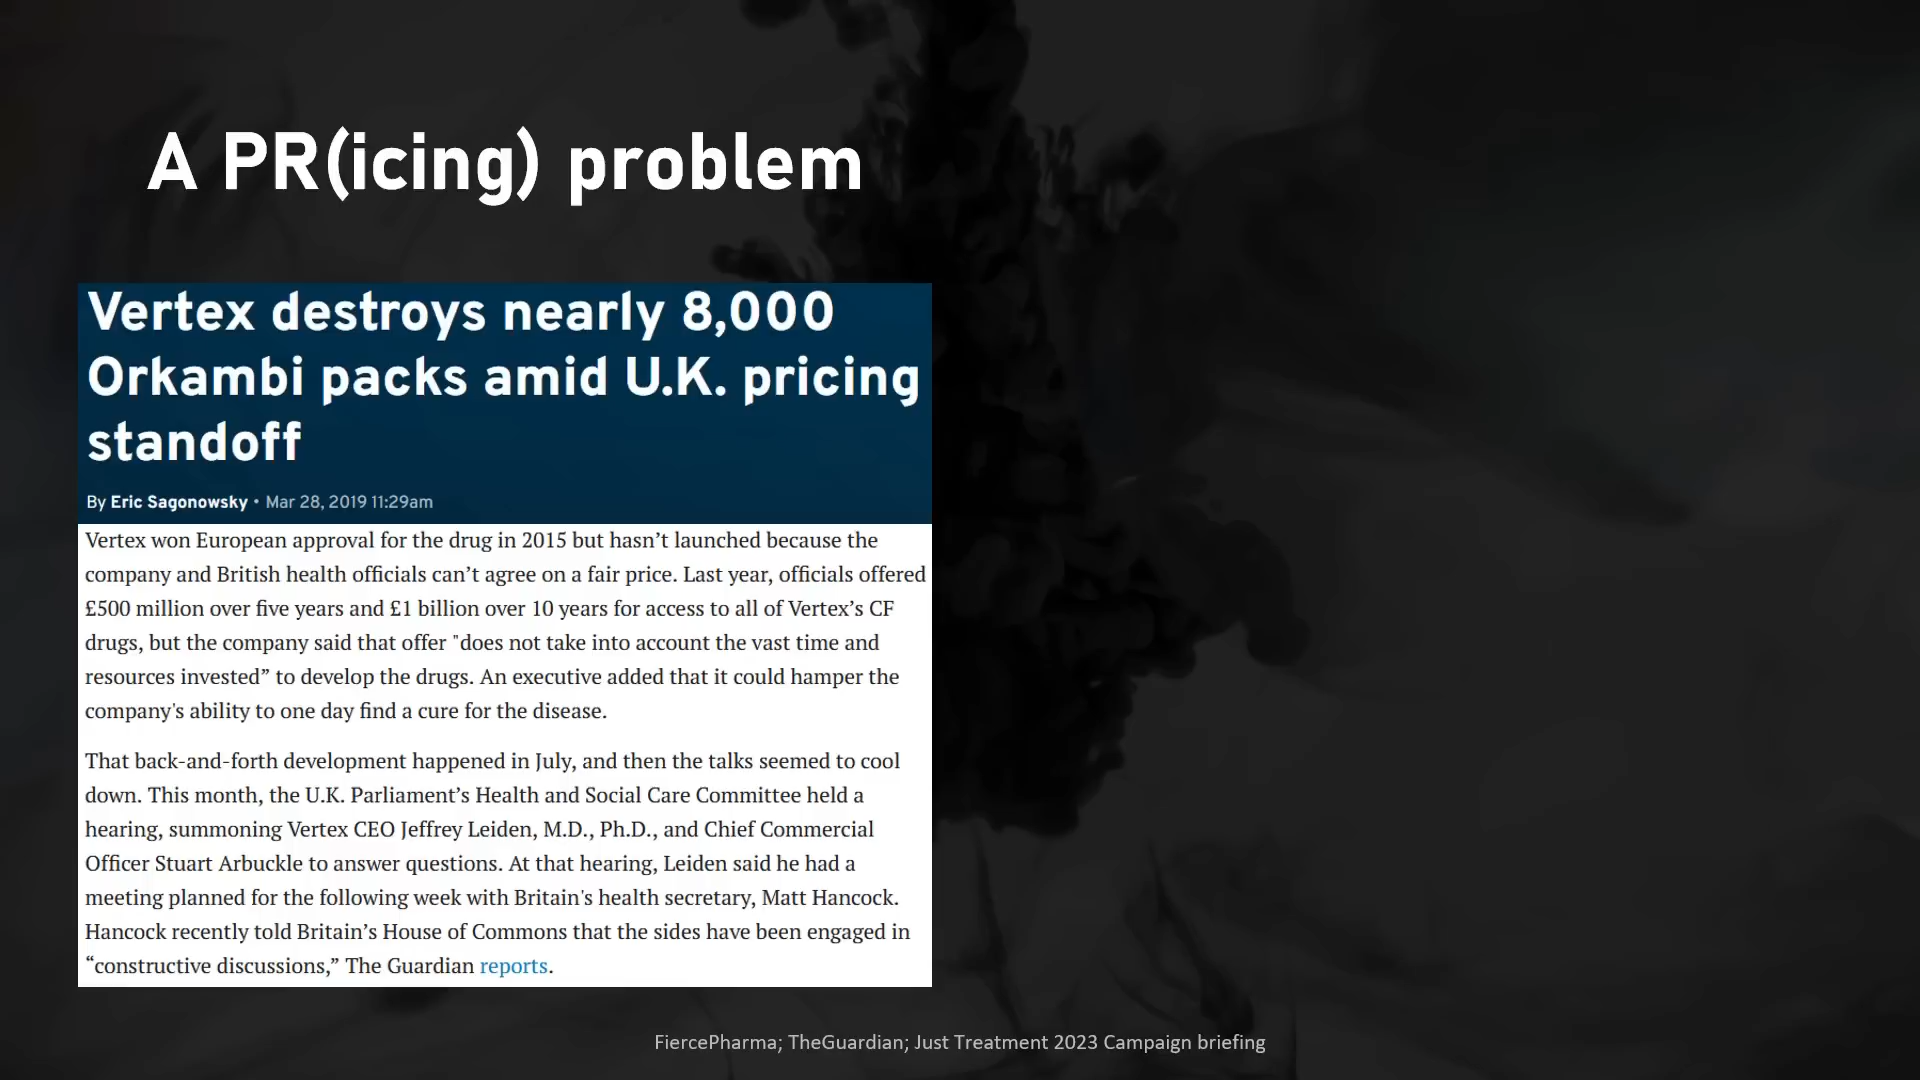 A PR(icing) problem
Vertex destroys nearly 8,000
Orkambi packs amid U.K. pricing
standoff
By Eric Sagonowsky • Mar 28, 2019 11:29am
Vertex won European approval for the drug in 2015 but hasn’t launched because the
company and British health officials can’t agree on a fair price. Last year, officials offered
£500 million over five years and £1 billion over 10 years for access to all of Vertex’s CF
drugs, but the company said that offer "does not take into account the vast time and
resources invested” to develop the drugs. An executive added that it could hamper the
company's ability to one day find a cure for the disease.
That back-and-forth development happened in July, and then the talks seemed to cool
down. This month, the U.K. Parliament’s Health and Social Care Committee held a
hearing, summoning Vertex CEO Jeffrey Leiden, M.D., Ph.D., and Chief Commercial
Officer Stuart Arbuckle to answer questions. At that hearing, Leiden said he had a
meeting planned for the following week with Britain's health secretary, Matt Hancock.
Hancock recently told Britain’s House of Commons that the sides have been engaged in
“constructive discussions,” The Guardian reports.
FiercePharma; TheGuardian; Just Treatment 2023 Campaign briefing